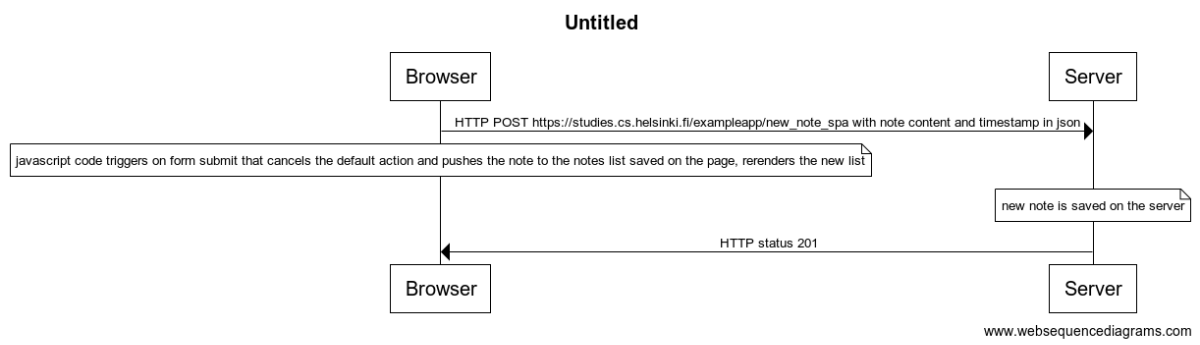 Untitled
Browser
Server
HTTP POST https://studies.cs.helsinki.fi/exampleapp/new_note_spa with note content and timestamp in json
javascript code triggers on form submit that cancels the default action and pushes the note to the notes list saved on the page, rerenders the new list
new note is saved on the server
HTTP status 201
Browser
Server
www.websequencediagrams.com